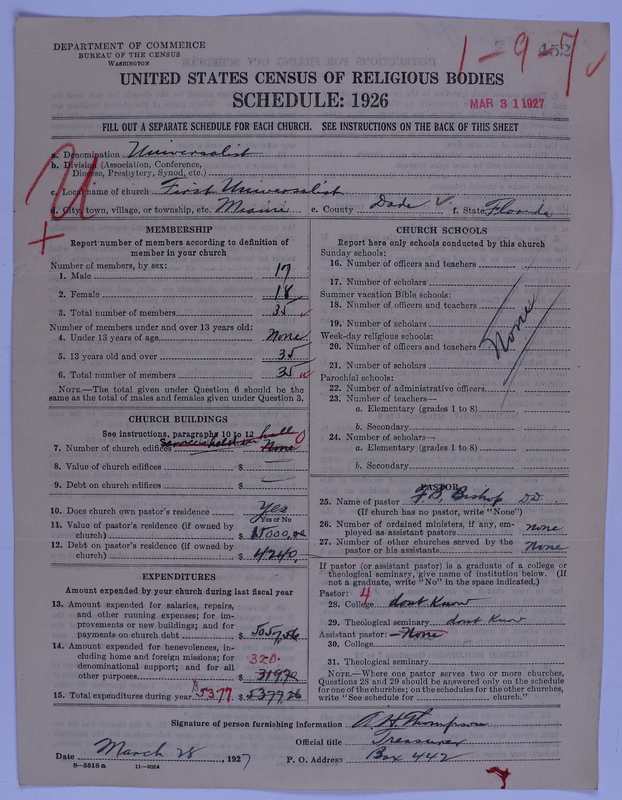 DEPARTMENT OF COMMERCE
BUREAU OF THE CENSUS
WASHINGTON
1-9-7 ✓
152
UNITED STATES CENSUS OF RELIGIOUS BODIES
SCHEDULE: 1926
MAR 31 1927
FILL OUT A SEPARATE SCHEDULE FOR EACH CHURCH. SEE INSTRUCTIONS ON THE BACK OF THIS SHEET
U
a. Denomination Universalist
b. Division (Association, Conference,
Diocese, Presbytery, Synod, etc.)
c. Local name of church First Universalist
d. City, town, village, or township, etc. Miami e. County Dade ✓ f. State Florida
MEMBERSHIP
Report number of members according to definition of
member in your church
Number of members, by sex:
1. Male 17
2. Female 18
3. Total number of members 35
Number of members under and over 13 years old:
4. Under 13 years of age None
5. 13 years old and over 35
6. Total number of members 35
NOTE.—The total given under Question 6 should be the
same as the total of males and females given under Question 3.
CHURCH BUILDINGS
See instructions, paragraphs 10 to 12 hall
7. Number of church edifices None
8. Value of church edifices $ —
9. Debt on church edifices $ —
10. Does church own pastor's residence Yes
Yes or No
11. Value of pastor's residence (if owned by
church) $
12. Debt on pastor's residence (if owned by
church) $ 4240.
EXPENDITURES
Amount expended by your church during last fiscal year
13. Amount expended for salaries, repairs,
and other running expenses; for im-
provements or new buildings; and for
payments on church debt $ 5057,56
14. Amount expended for benevolences, in-
cluding home and foreign missions; for
denominational support; and for all 320.
other purposes $ 319.70
15. Total expenditures during year $5377 $ 5377.26
CHURCH SCHOOLS
Report here only schools conducted by this church
Sunday schools:
16. Number of officers and teachers
17. Number of scholars
Summer vacation Bible schools:
18. Number of officers and teachers
19. Number of scholars
None
Week-day religious schools:
20. Number of officers and teachers
21. Number of scholars
Parochial schools:
22. Number of administrative officers
23. Number of teachers—
a. Elementary (grades 1 to 8)
b. Secondary
24. Number of scholars—
a. Elementary (grades 1 to 8)
b. Secondary
PASTOR
25. Name of pastor F. B. Bishop D.D.
(If church has no pastor, write "None")
26. Number of ordained ministers, if any, em-
ployed as assistant pastors none
27. Number of other churches served by the
pastor or his assistants None
If pastor (or assistant pastor) is a graduate of a college or
theological seminary, give name of institution below. (If
not a graduate, write "No" in the space indicated.)
Pastor: 4
28. College dont Know
29. Theological seminary dont Know
Assistant pastor: None
30. College
31. Theological seminary
NOTE.—Where one pastor serves two or more churches,
Questions 28 and 29 should be answered only on the schedule
for one of the churches; on the schedules for the other churches,
write "See schedule for church."
Signature of person furnishing information A. H. Thompson
Official title Treasurer
Date March 28, 1927 P. O. Address Box 442
8—5518 a 11—9054